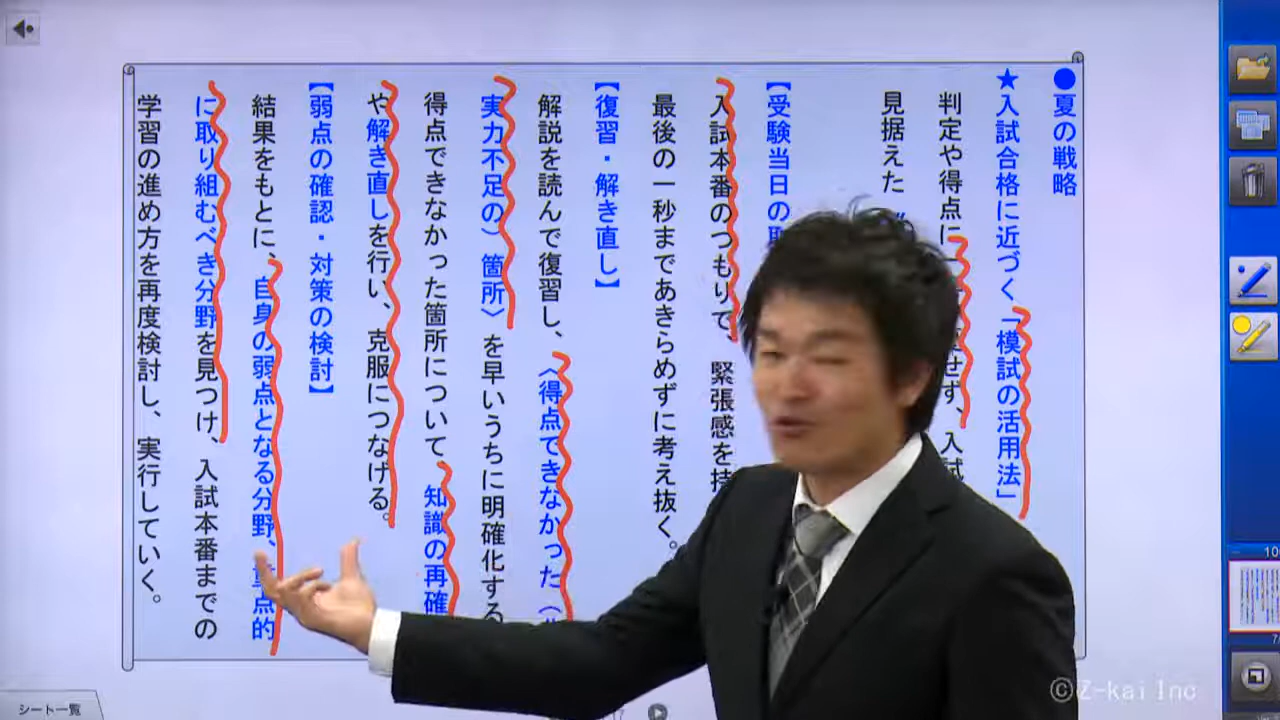 ●夏の戦略
★入試合格に近づく「模試の活用法」
判定や得点に一喜一憂せず、入試
見据えた
【受験当日の
入試本番のつもりで、緊張感を持
最後の一秒まであきらめずに考え抜く。
【復習・解き直し】
解説を読んで復習し、〈得点できなかった（
実力不足の）箇所〉を早いうちに明確化する
得点できなかった箇所について、知識の再確
や解き直しを行い、克服につなげる。
【弱点の確認・対策の検討】
結果をもとに、自身の弱点となる分野、重点的
に取り組むべき分野を見つけ、入試本番までの
学習の進め方を再度検討し、実行していく。
シート一覧
©Z-kai Inc